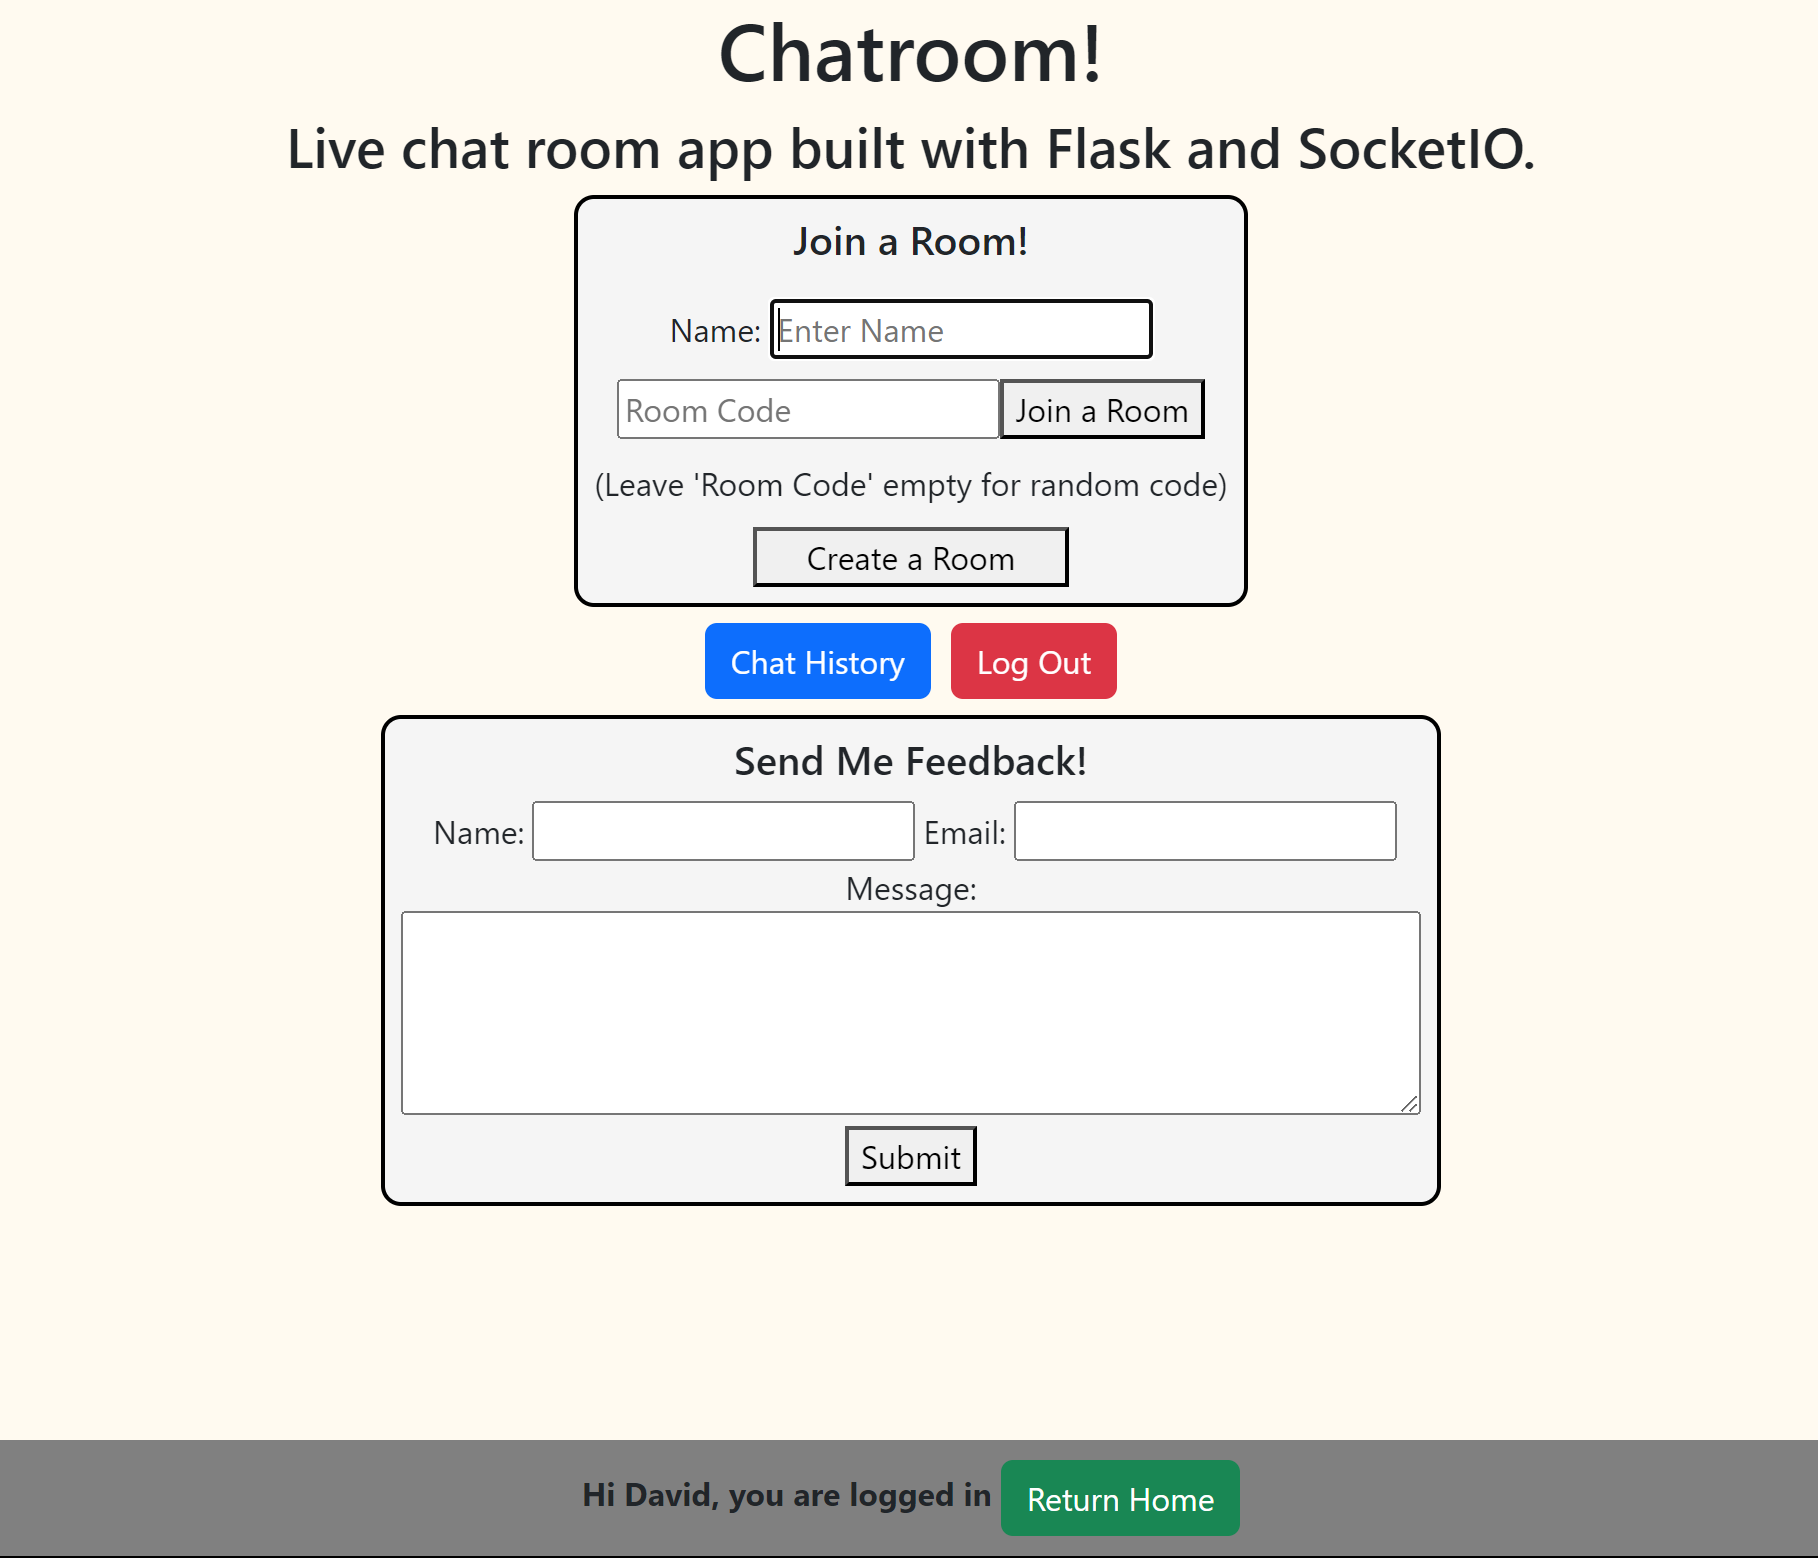 Chatroom!
Live chat room app built with Flask and SocketIO.
Join a Room!
Name: Enter Name
Room Code Join a Room
(Leave 'Room Code' empty for random code)
Create a Room
Chat History Log Out
Send Me Feedback!
Name: Email:
Message:
Submit
Hi David, you are logged in Return Home